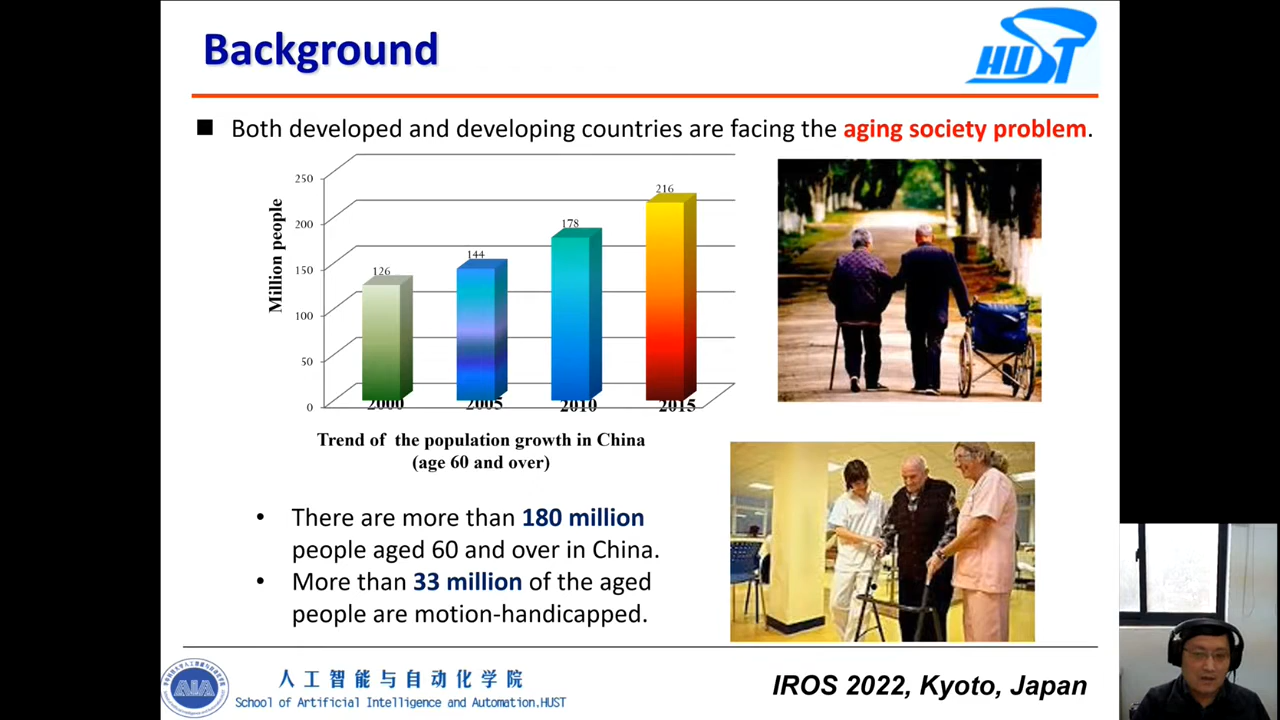 Background
HUST
■ Both developed and developing countries are facing the aging society problem.
250
200
150
100
50
0
Million people
126
144
178
216
2000
2005
2010
2015
Trend of the population growth in China
(age 60 and over)
• There are more than 180 million
people aged 60 and over in China.
• More than 33 million of the aged
people are motion-handicapped.
AIA
人工智能与自动化学院
School of Artificial Intelligence and Automation.HUST
IROS 2022, Kyoto, Japan